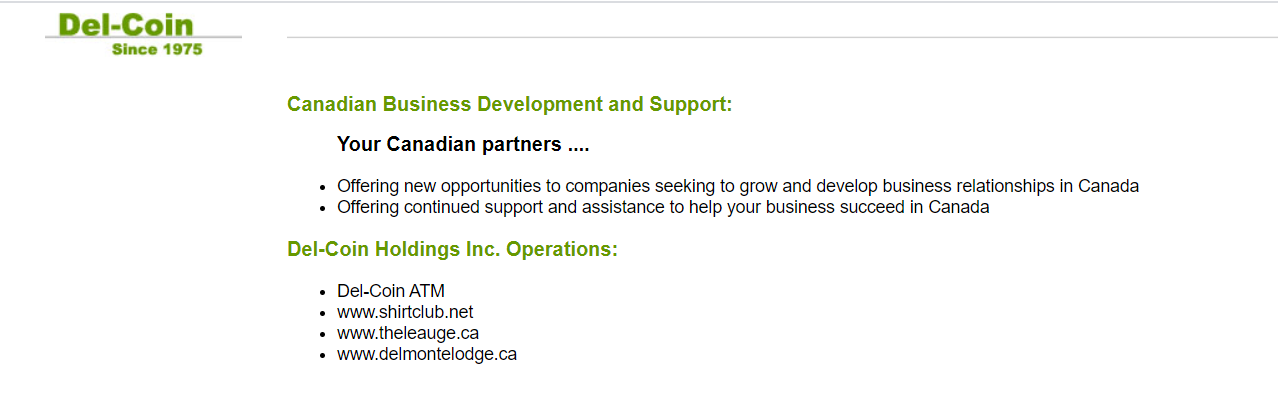 Del-Coin
Since 1975
Canadian Business Development and Support:
Your Canadian partners ....
Offering new opportunities to companies seeking to grow and develop business relationships in Canada
Offering continued support and assistance to help your business succeed in Canada
Del-Coin Holdings Inc. Operations:
Del-Coin ATM
www.shirtclub.net
www.theleauge.ca
www.delmontelodge.ca